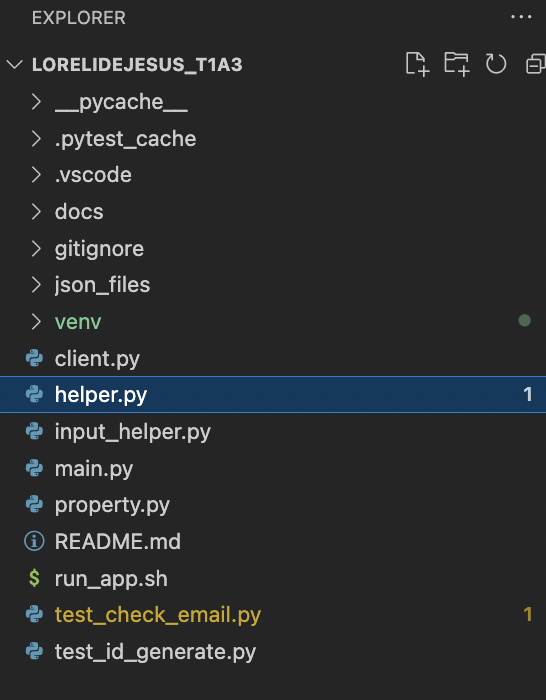 EXPLORER
LORELIDEJESUS_T1A3
__pycache__
.pytest_cache
.vscode
docs
gitignore
json_files
venv
client.py
helper.py 1
input_helper.py
main.py
property.py
README.md
$ run_app.sh
test_check_email.py 1
test_id_generate.py